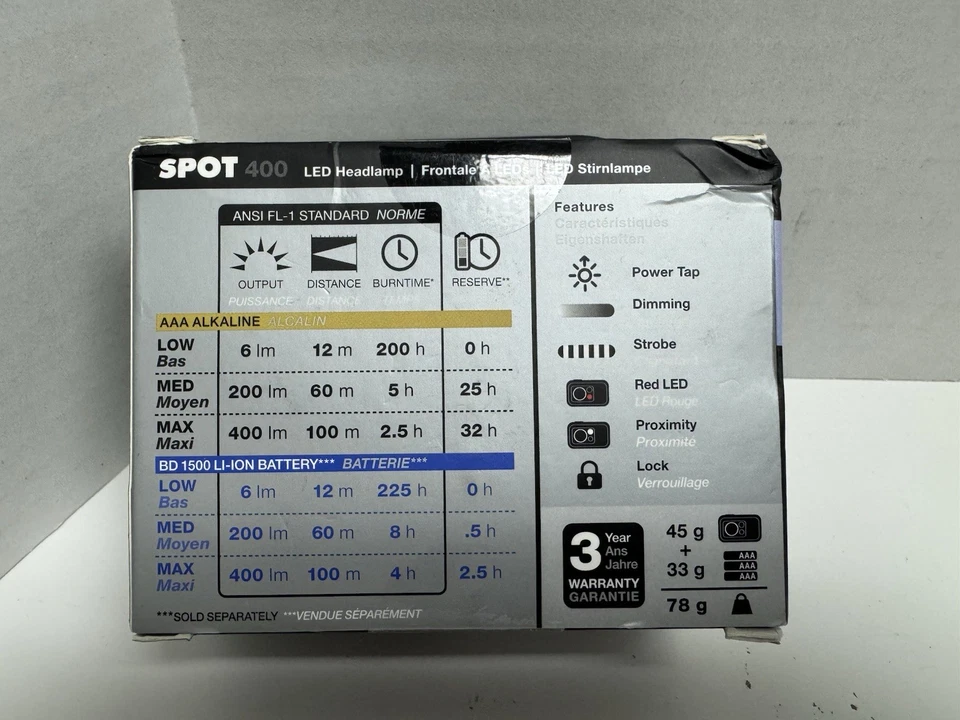 SPOT 400 LED Headlamp | Frontale LEDs | LED Stirnlampe
ANSI FL-1 STANDARD NORME
OUTPUT DISTANCE BURNTIME* RESERVE**
PUISSANCE DISTANCE
AAA ALKALINE ALCALIN
LOW 6 lm 12 m 200 h 0 h
Bas
MED 200 lm 60 m 5 h 25 h
Moyen
MAX 400 lm 100 m 2.5 h 32 h
Maxi
BD 1500 LI-ION BATTERY*** BATTERIE***
LOW 6 lm 12 m 225 h 0 h
Bas
MED 200 lm 60 m 8 h .5 h
Moyen
MAX 400 lm 100 m 4 h 2.5 h
Maxi
***SOLD SEPARATELY ***VENDUE SÉPARÉMENT
Features
Caractéristiques
Eigenshaften
Power Tap
Dimming
Strobe
Red LED
LED Rouge
Proximity
Proximité
Lock
Verrouillage
3 Year
Ans
Jahre
WARRANTY
GARANTIE
45 g
+
33 g AAA
AAA
AAA
78 g